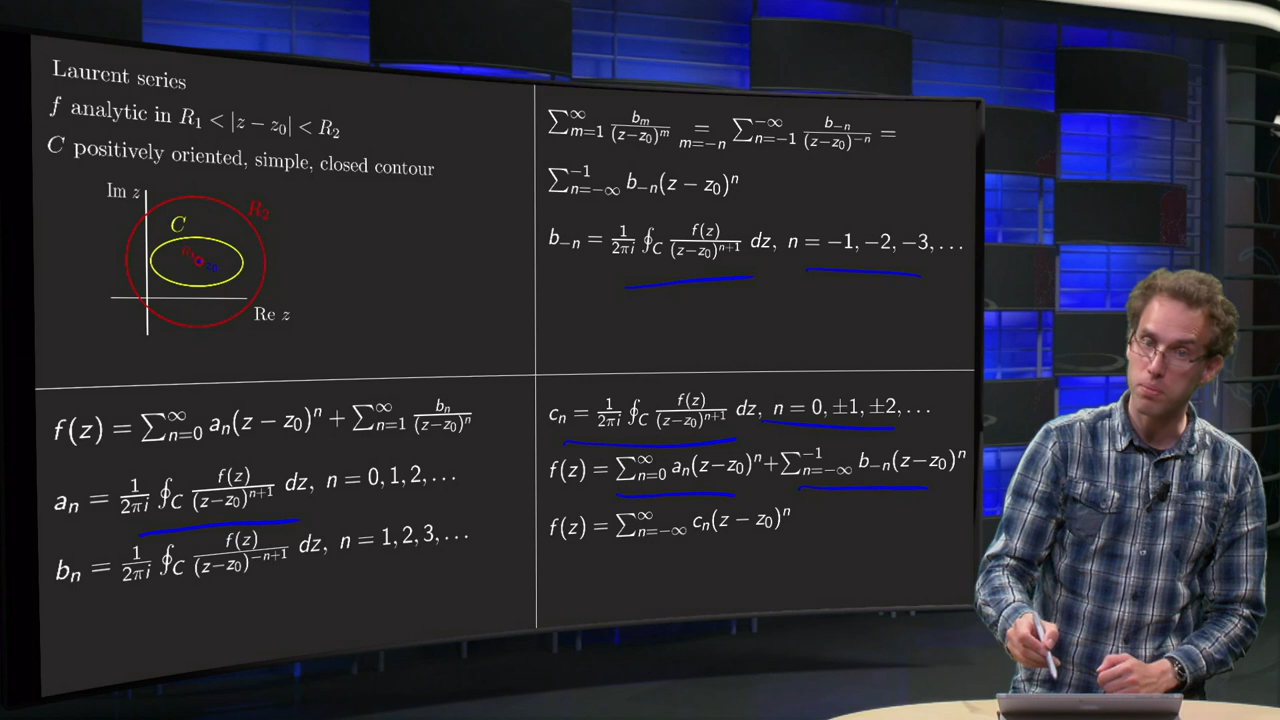 Laurent series
f analytic in R₁ < |z − z₀| < R₂
C positively oriented, simple, closed contour
Im z
R₂
C
R₁
z₀
Re z
∑_{m=1}^{∞} b_m/(z−z₀)^m =_{m=−n} ∑_{n=−1}^{−∞} b_{−n}/(z−z₀)^{−n} =
∑_{n=−∞}^{−1} b_{−n}(z − z₀)^n
b_{−n} = 1/(2πi) ∮_C f(z)/(z−z₀)^{n+1} dz, n = −1, −2, −3, …
f(z) = ∑_{n=0}^{∞} a_n(z − z₀)^n + ∑_{n=1}^{∞} b_n/(z−z₀)^n
a_n = 1/(2πi) ∮_C f(z)/(z−z₀)^{n+1} dz, n = 0, 1, 2, …
b_n = 1/(2πi) ∮_C f(z)/(z−z₀)^{−n+1} dz, n = 1, 2, 3, …
c_n = 1/(2πi) ∮_C f(z)/(z−z₀)^{n+1} dz, n = 0, ±1, ±2, …
f(z) = ∑_{n=0}^{∞} a_n(z−z₀)^n + ∑_{n=−∞}^{−1} b_{−n}(z−z₀)^n
f(z) = ∑_{n=−∞}^{∞} c_n(z − z₀)^n